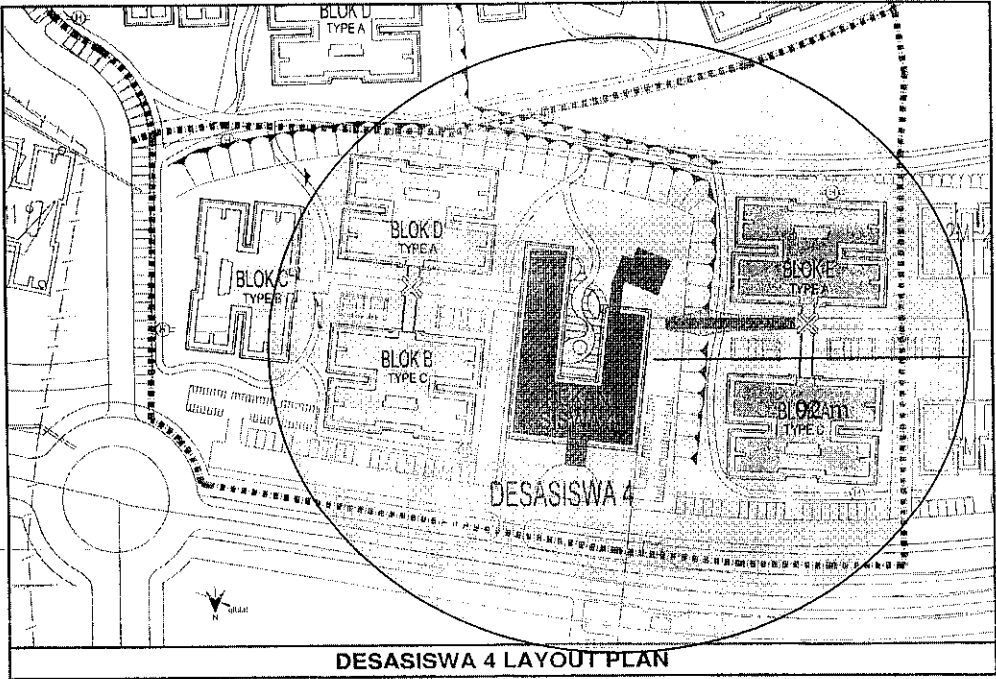 BLOK D
TYPE A
BLOK D
TYPE A
BLOK C
TYPE B
BLOK E
TYPE A
BLOK B
TYPE C
TYPE C
DESASISWA 4
N
DESASISWA 4 LAYOUT PLAN